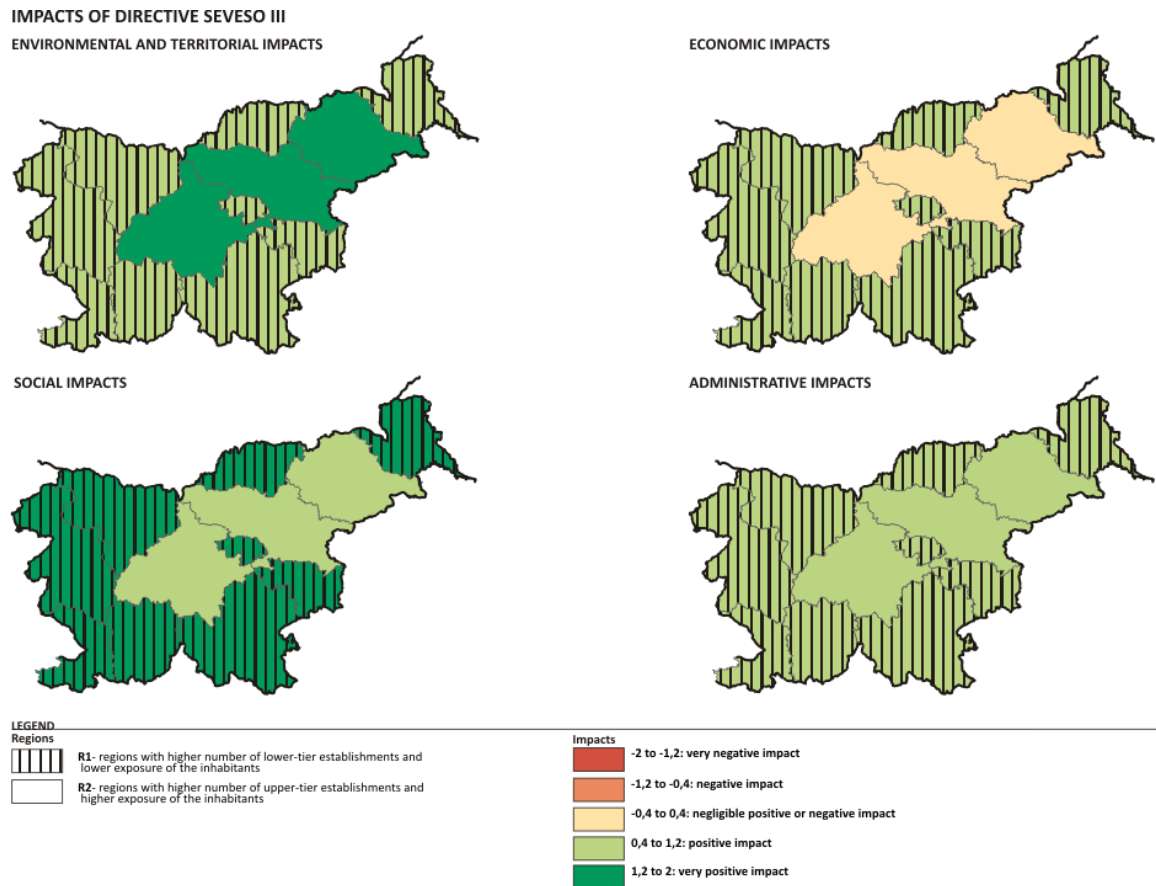 IMPACTS OF DIRECTIVE SEVESO III
ENVIRONMENTAL AND TERRITORIAL IMPACTS
ECONOMIC IMPACTS
SOCIAL IMPACTS
ADMINISTRATIVE IMPACTS
LEGEND
Regions
R1- regions with higher number of lower-tier establishments and
lower exposure of the inhabitants
R2- regions with higher number of upper-tier establishments and
higher exposure of the inhabitants
Impacts
-2 to -1,2: very negative impact
-1,2 to -0,4: negative impact
-0,4 to 0,4: negligible positive or negative impact
0,4 to 1,2: positive impact
1,2 to 2: very positive impact